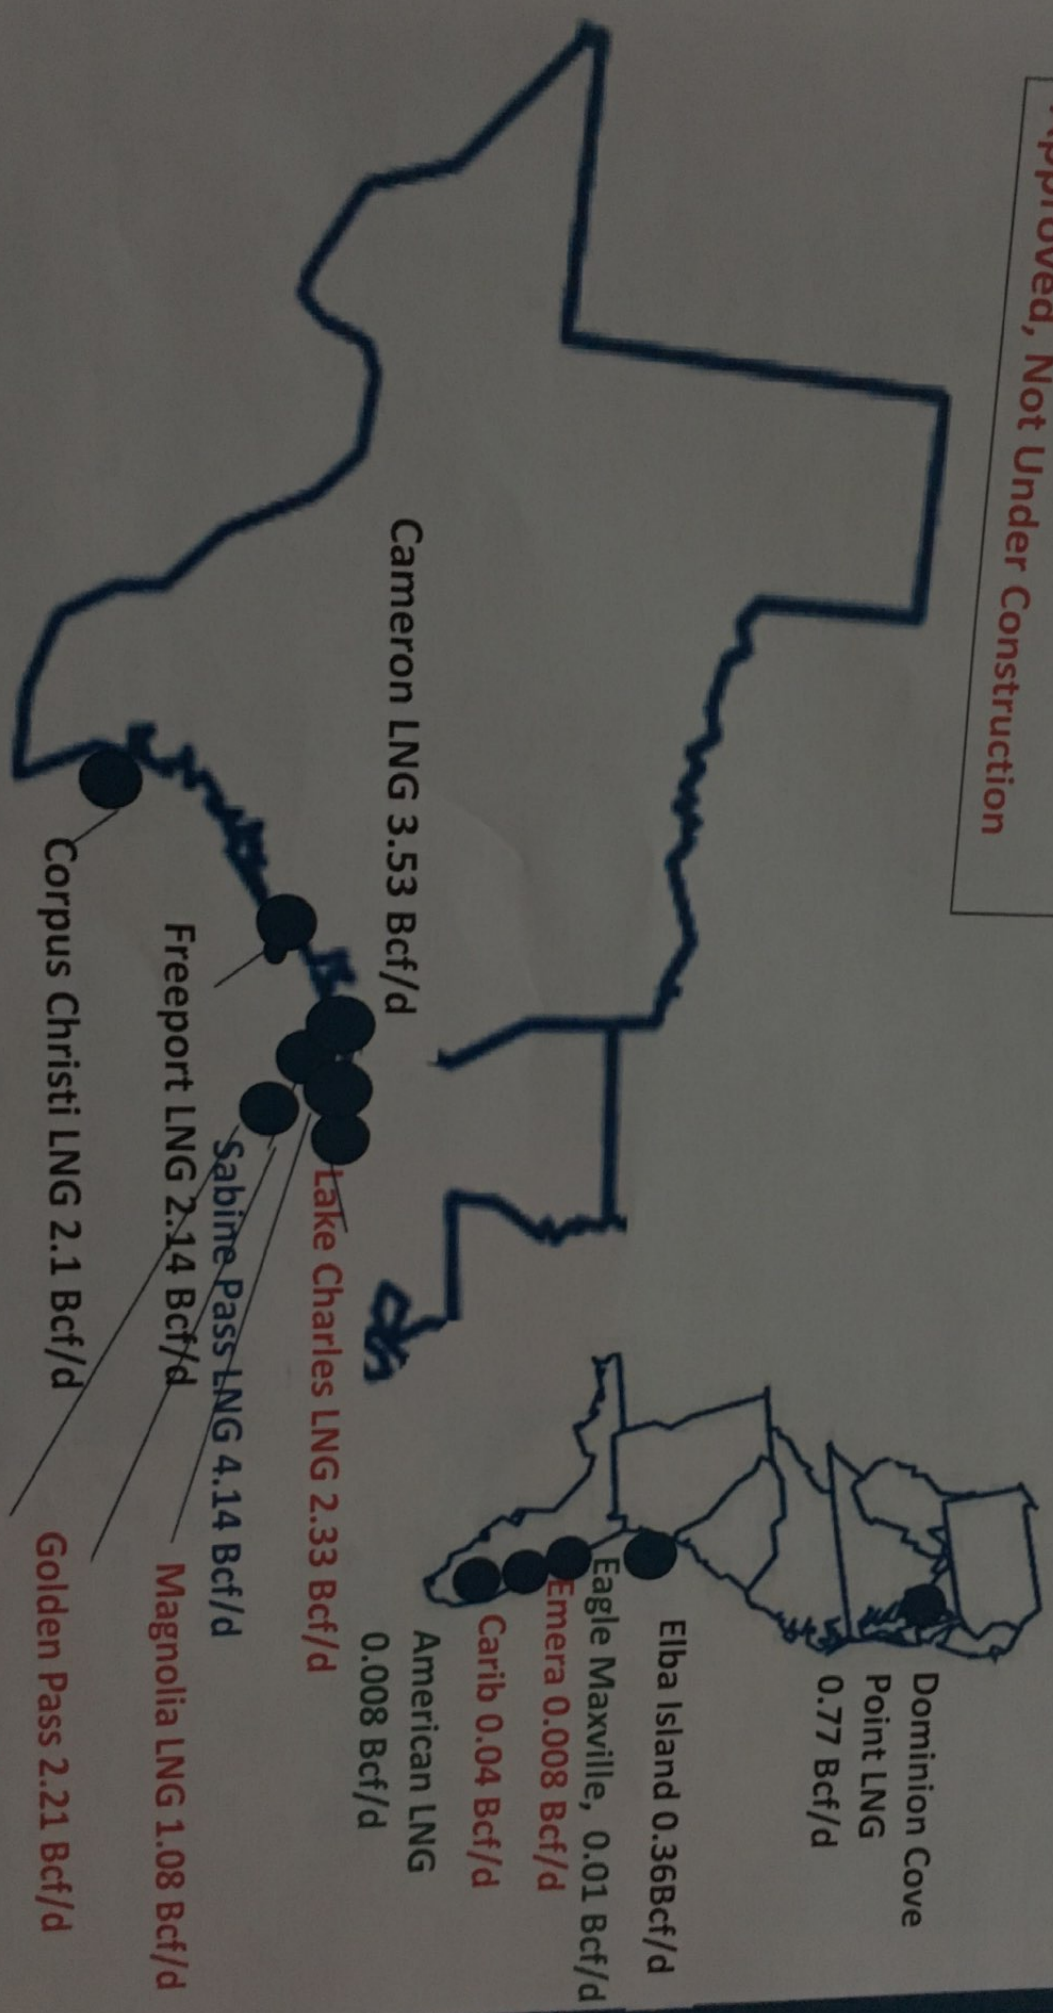 Approved, Not Under Construction
Dominion Cove
Point LNG
0.77 Bcf/d
Elba Island 0.36Bcf/d
Eagle Maxville, 0.01 Bcf/d
Emera 0.008 Bcf/d
Carib 0.04 Bcf/d
American LNG
0.008 Bcf/d
Cameron LNG 3.53 Bcf/d
Lake Charles LNG 2.33 Bcf/d
Sabine Pass LNG 4.14 Bcf/d
Freeport LNG 2.14 Bcf/d
Magnolia LNG 1.08 Bcf/d
Corpus Christi LNG 2.1 Bcf/d
Golden Pass 2.21 Bcf/d